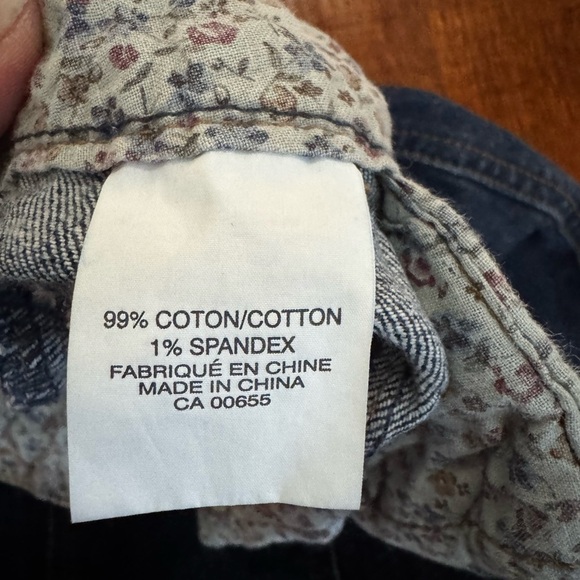 99% COTON/COTTON
1% SPANDEX
FABRIQUÉ EN CHINE
MADE IN CHINA
CA 00655